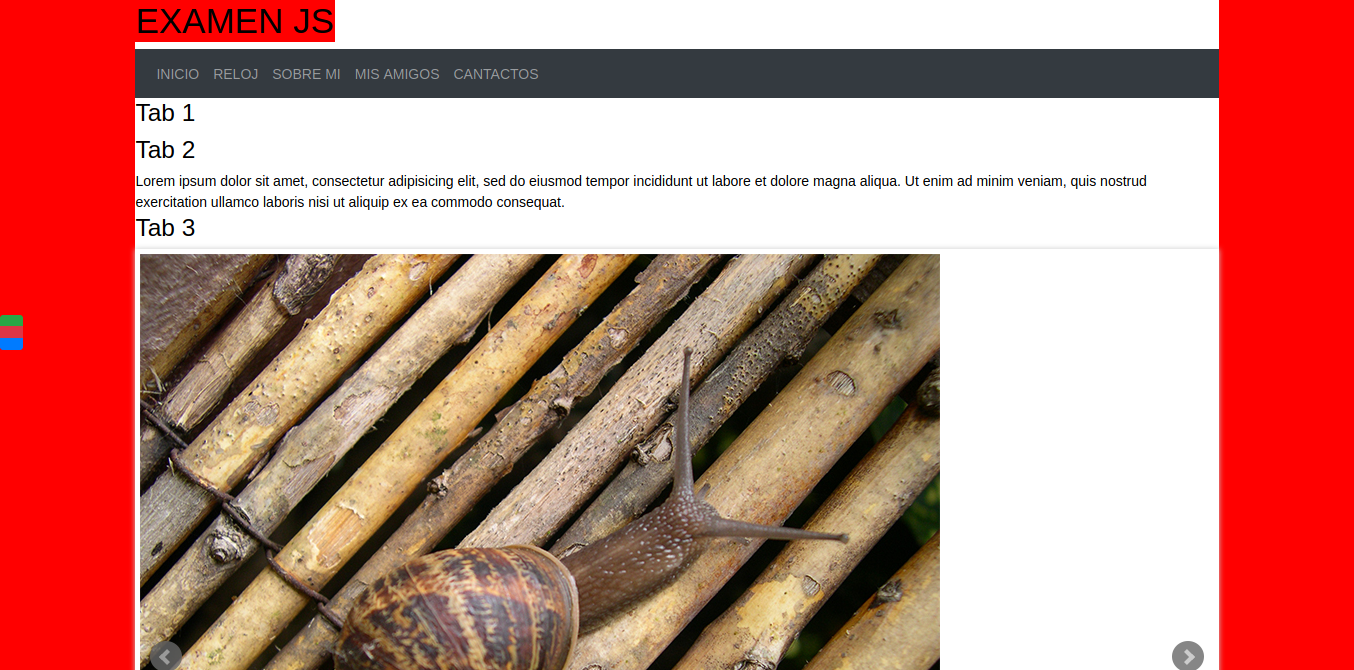 EXAMEN JS
INICIO RELOJ SOBRE MI MIS AMIGOS CANTACTOS
Tab 1
Tab 2
Lorem ipsum dolor sit amet, consectetur adipisicing elit, sed do eiusmod tempor incididunt ut labore et dolore magna aliqua. Ut enim ad minim veniam, quis nostrud
exercitation ullamco laboris nisi ut aliquip ex ea commodo consequat.
Tab 3